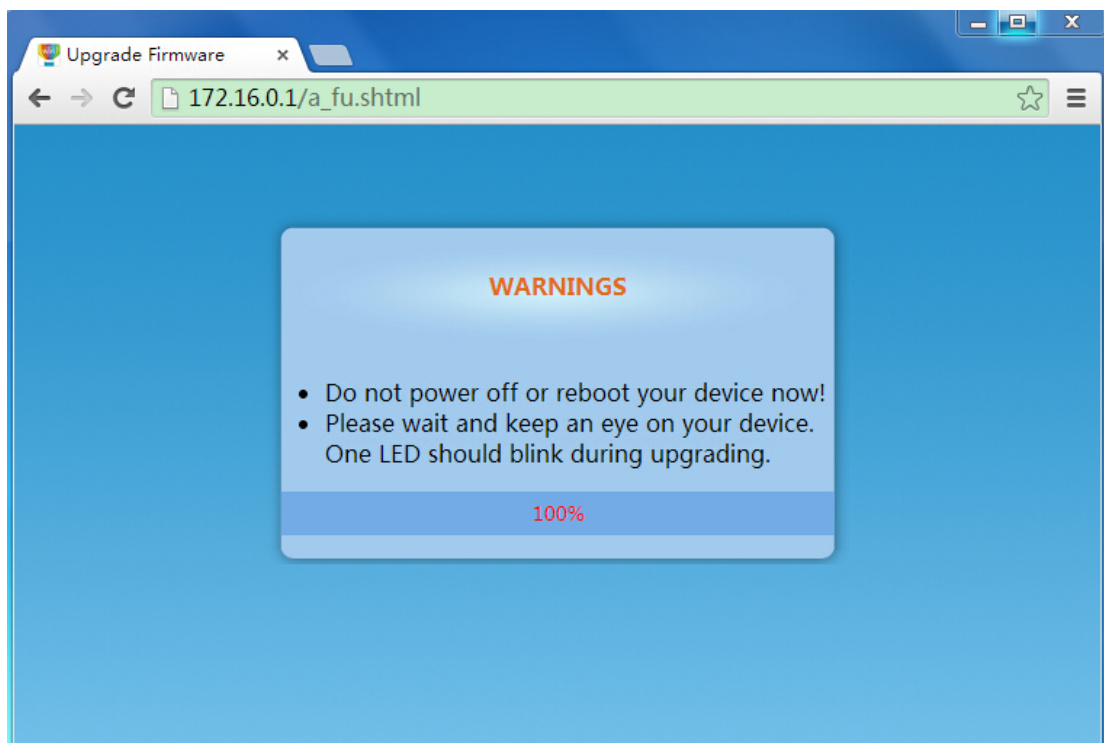 Upgrade Firmware
172.16.0.1/a_fu.shtml
WARNINGS
Do not power off or reboot your device now!
Please wait and keep an eye on your device.
One LED should blink during upgrading.
100%